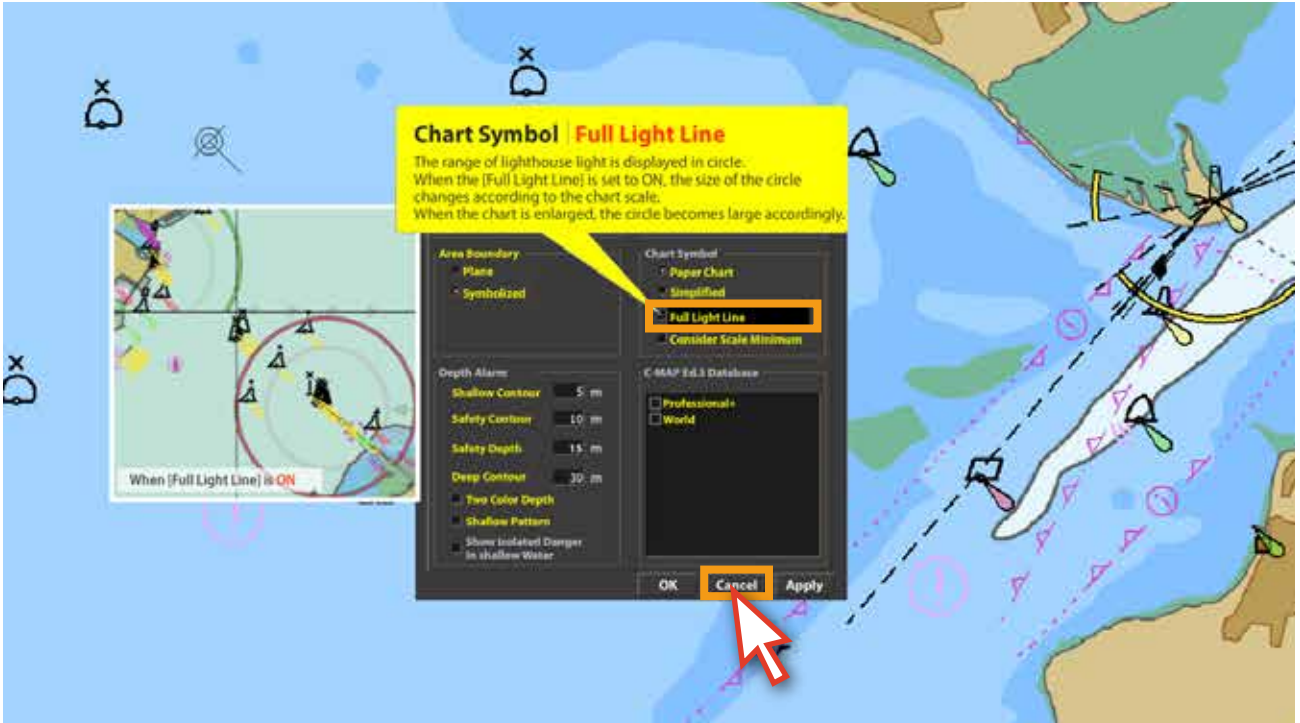 Chart Symbol Full Light Line
The range of lighthouse light is displayed in circle.
When the [Full Light Line] is set to ON, the size of the circle
changes according to the chart scale.
When the chart is enlarged, the circle becomes large accordingly.
When [Full Light Line] is ON
Area Boundary
Plane
Symbolized
Chart Symbol
Paper Chart
Simplified
Full Light Line
Consider Scale Minimum
Depth Alarm
Shallow Contour 5 m
Safety Contour 10 m
Safety Depth 15 m
Deep Contour 30 m
Two Color Depth
Shallow Pattern
Show Isolated Danger
in shallow Water
C-MAP Ed.3 Database
Professional+
World
OK Cancel Apply